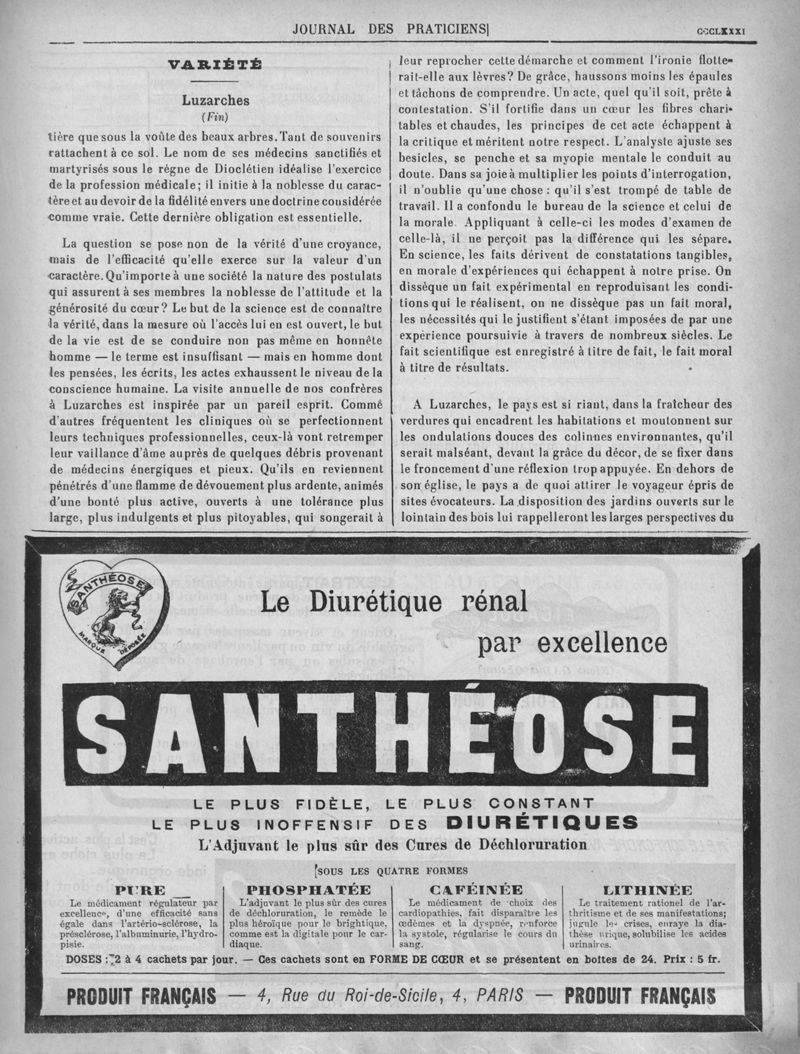 JOURNAL DES PRATICIENS
CCCLXXXI
VARIÉTÉ
Luzarches
(Fin)
tière que sous la voûte des beaux arbres. Tant de souvenirs
rattachent à ce sol. Le nom de ses médecins sanctifiés et
martyrisés sous le règne de Dioclétien idéalise l'exercice
de la profession médicale; il initie à la noblesse du carac-
tère et au devoir de la fidélité envers une doctrine considérée
comme vraie. Cette dernière obligation est essentielle.
La question se pose non de la vérité d'une croyance,
mais de l'efficacité qu'elle exerce sur la valeur d'un
caractère. Qu'importe à une société la nature des postulats
qui assurent à ses membres la noblesse de l'attitude et la
générosité du cœur? Le but de la science est de connaître
la vérité, dans la mesure où l'accès lui en est ouvert, le but
de la vie est de se conduire non pas même en honnête
homme — le terme est insuffisant — mais en homme dont
les pensées, les écrits, les actes exhaussent le niveau de la
conscience humaine. La visite annuelle de nos confrères
à Luzarches est inspirée par un pareil esprit. Commé
d'autres fréquentent les cliniques où se perfectionnent
leurs techniques professionnelles, ceux-là vont retremper
leur vaillance d'âme auprès de quelques débris provenant
de médecins énergiques et pieux. Qu'ils en reviennent
pénétrés d'une flamme de dévouement plus ardente, animés
d'une bonté plus active, ouverts à une tolérance plus
large, plus indulgents et plus pitoyables, qui songerait à
leur reprocher cette démarche et comment l'ironie flotte-
rait-elle aux lèvres? De grâce, haussons moins les épaules
et tâchons de comprendre. Un acte, quel qu'il soit, prête à
contestation. S'il fortifie dans un cœur les fibres chari-
tables et chaudes, les principes de cet acte échappent à
la critique et méritent notre respect. L'analyste ajuste ses
besicles, se penche et sa myopie mentale le conduit au
doute. Dans sa joie à multiplier les points d'interrogation,
il n'oublie qu'une chose: qu'il s'est trompé de table de
travail. Il a confondu le bureau de la science et celui de
la morale. Appliquant à celle-ci les modes d'examen de
celle-là, il ne perçoit pas la différence qui les sépare.
En science, les faits dérivent de constatations tangibles,
en morale d'expériences qui échappent à notre prise. On
dissèque un fait expérimental en reproduisant les condi-
tions qui le réalisent, on ne dissèque pas un fait moral,
les nécessités qui le justifient s'étant imposées de par une
expérience poursuivie à travers de nombreux siècles. Le
fait scientifique est enregistré à titre de fait, le fait moral
à titre de résultats.
A Luzarches, le pays est si riant, dans la fraîcheur des
verdures qui encadrent les habitations et moutonnent sur
les ondulations douces des colinnes environnantes, qu'il
serait malséant, devant la grâce du décor, de se fixer dans
le froncement d'une réflexion trop appuyée. En dehors de
son église, le pays a de quoi attirer le voyageur épris de
sites évocateurs. La disposition des jardins ouverts sur le
lointain des bois lui rappelleront les larges perspectives du
SANTHÉOSE
MARQUE DÉPOSÉE
Le Diurétique rénal
par excellence
SANTHÉOSE
LE PLUS FIDÈLE, LE PLUS CONSTANT
LE PLUS INOFFENSIF DES DIURÉTIQUES
L'Adjuvant le plus sûr des Cures de Déchloruration
SOUS LES QUATRE FORMES
PURE
Le médicament régulateur par
excellence, d'une efficacité sans
égale dans l'artério-sclérose, la
présclérose, l'albuminurie, l'hydro-
pisie.
PHOSPHATÉE
L'adjuvant le plus sûr des cures
de déchloruration, le remède le
plus héroïque pour le brightique,
comme est la digitale pour le car-
diaque.
CAFÉINÉE
Le médicament de choix des
cardiopathies, fait disparaître les
œdèmes et la dyspnée, renforce
la systole, régularise le cours du
sang.
LITHINÉE
Le traitement rationel de l'ar-
thritisme et de ses manifestations;
jugule les crises, enraye la dia-
thèse urique, solubilise les acides
urinaires.
DOSES : 2 à 4 cachets par jour. — Ces cachets sont en FORME DE CŒUR et se présentent en boîtes de 24. Prix : 5 fr.
PRODUIT FRANÇAIS — 4, Rue du Roi-de-Sicile, 4, PARIS — PRODUIT FRANÇAIS